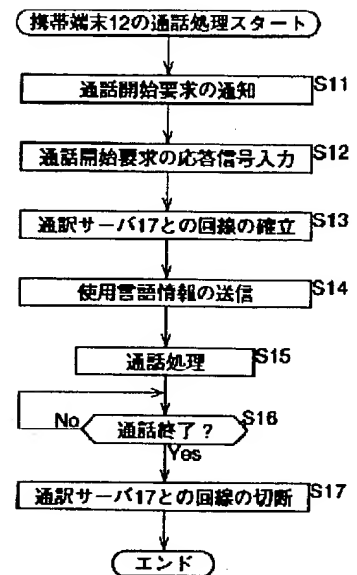 携帯端末12の通話処理スタート
通話開始要求の通知
S11
通話開始要求の応答信号入力
S12
通訳サーバ17との回線の確立
S13
使用言語情報の送信
S14
通話処理
S15
通話終了?
S16
No
Yes
通訳サーバ17との回線の切断
S17
エンド